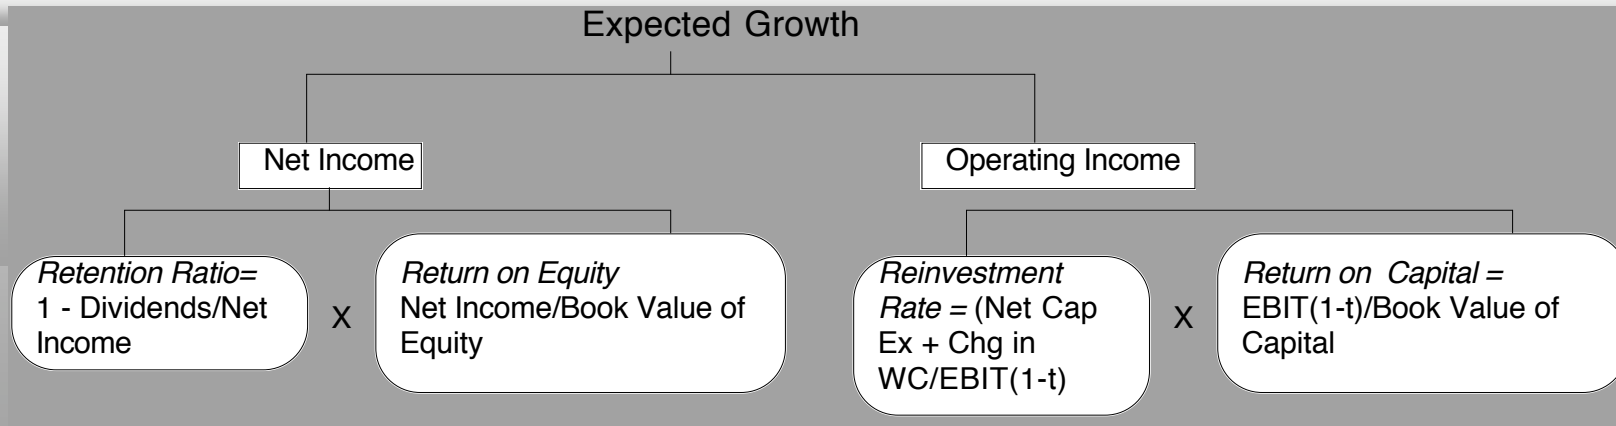 Expected Growth
Net Income
Operating Income
Retention Ratio=
1 - Dividends/Net
Income
X
Return on Equity
Net Income/Book Value of
Equity
Reinvestment
Rate = (Net Cap
Ex + Chg in
WC/EBIT(1-t)
X
Return on  Capital =
EBIT(1-t)/Book Value of
Capital